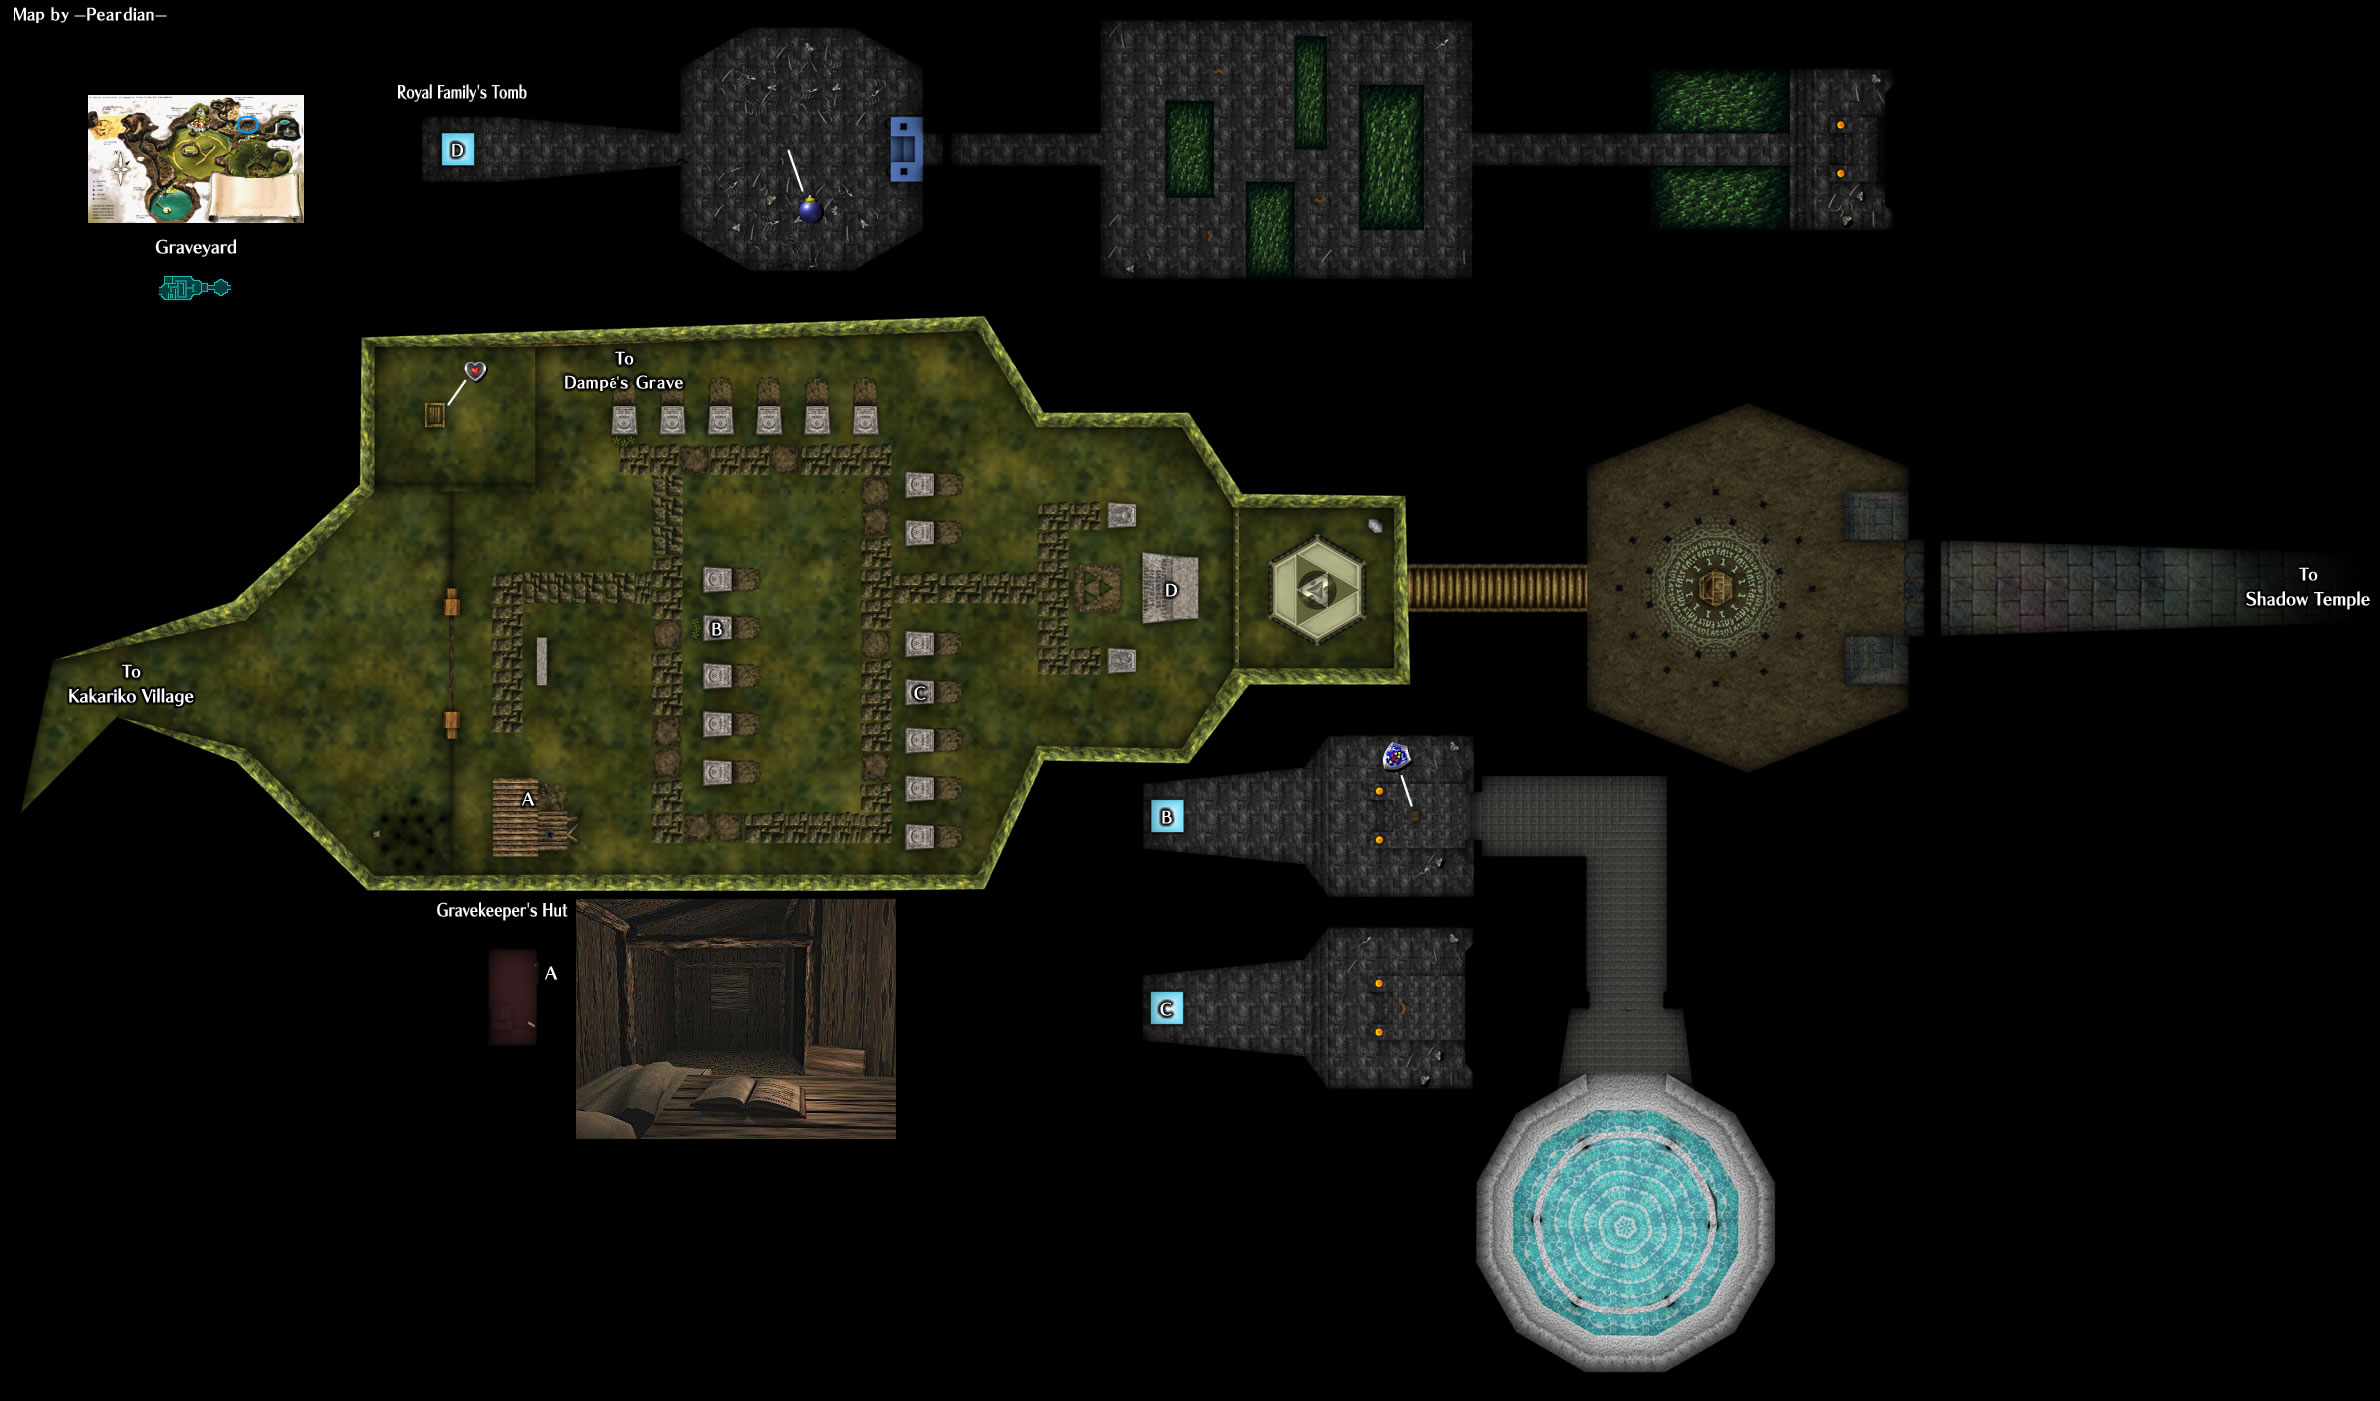 Map by —Peardian—
Royal Family's Tomb
D
Graveyard
To
Dampé's Grave
B
D
C
To
Kakariko Village
A
To
Shadow Temple
Gravekeeper's Hut
A
B
C